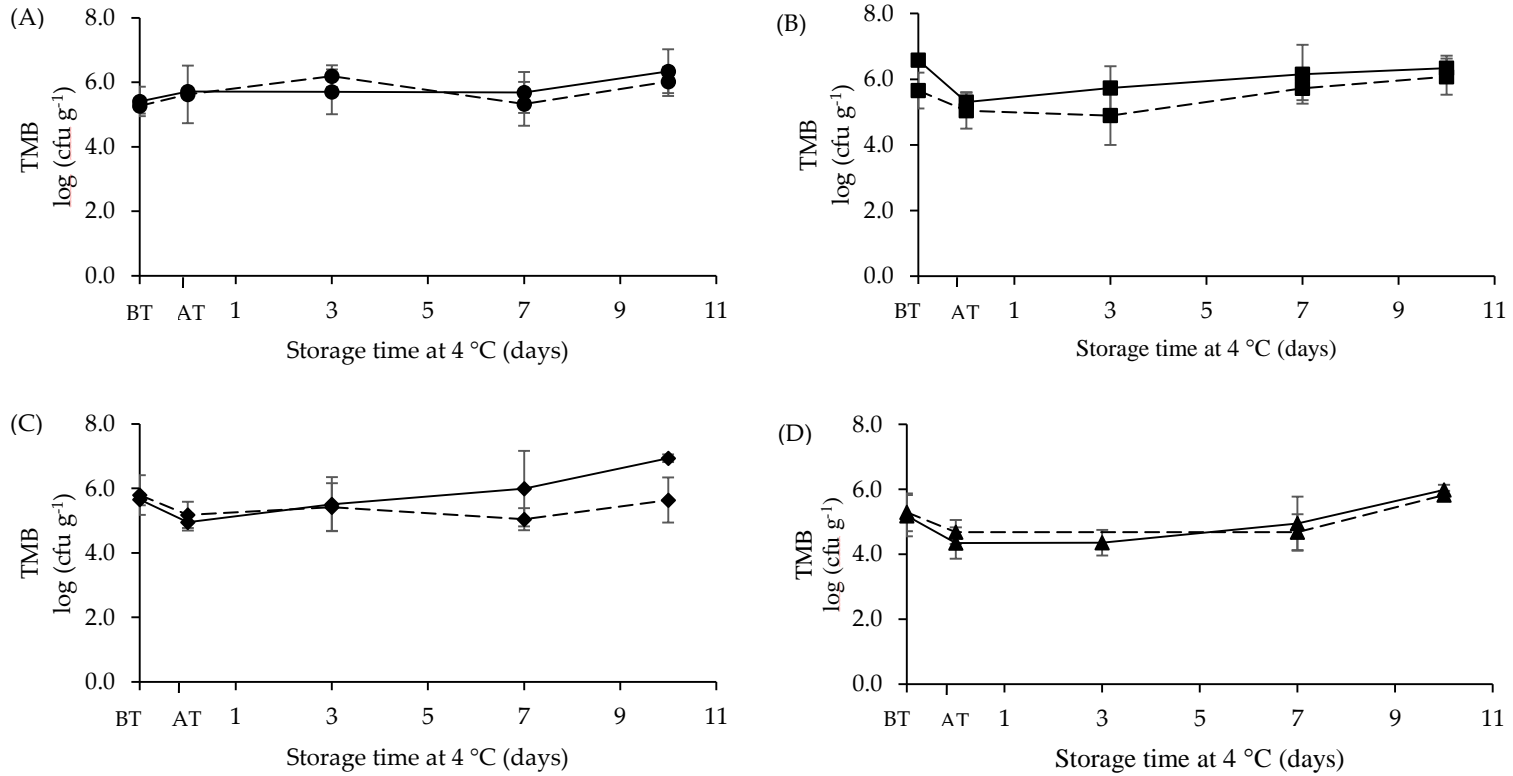 (A)
8.0
6.0
4.0
2.0
0.0
TMB
log (cfu g⁻¹)
BT AT 1 3 5 7 9 11
Storage time at 4 °C (days)
(B)
8.0
6.0
4.0
2.0
0.0
TMB
log (cfu g⁻¹)
BT AT 1 3 5 7 9 11
Storage time at 4 °C (days)
(C)
8.0
6.0
4.0
2.0
0.0
TMB
log (cfu g⁻¹)
BT AT 1 3 5 7 9 11
Storage time at 4 °C (days)
(D)
8.0
6.0
4.0
2.0
0.0
TMB
log (cfu g⁻¹)
BT AT 1 3 5 7 9 11
Storage time at 4 °C (days)